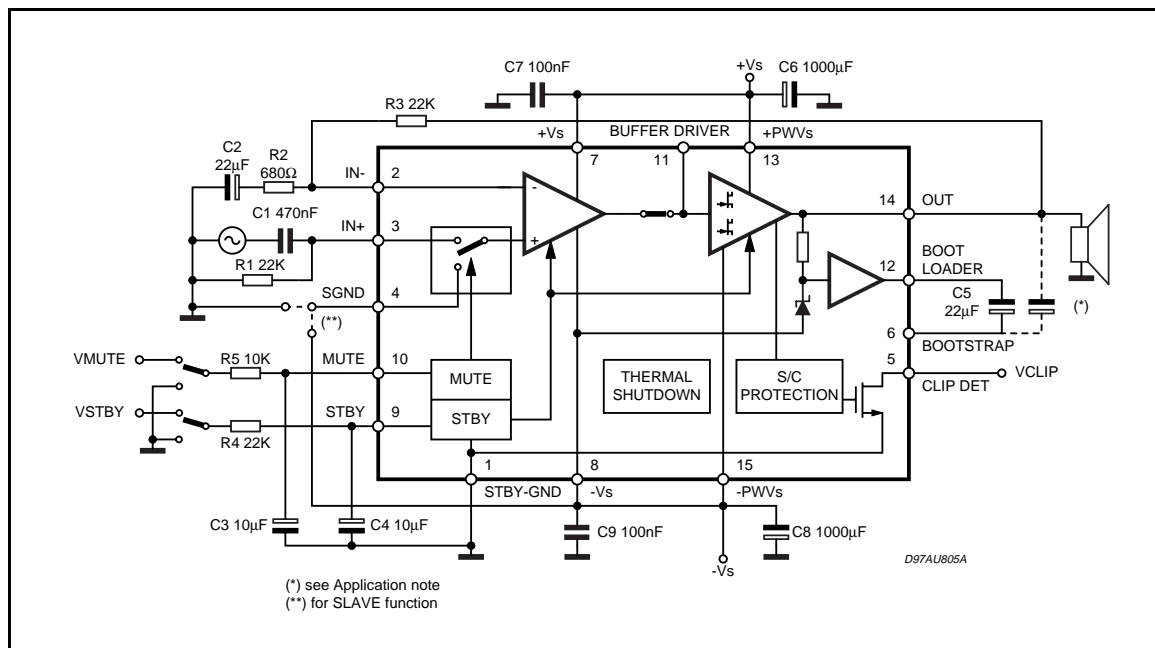 C7 100nF
+Vs
C6 1000µF
R3 22K
+Vs
BUFFER DRIVER
+PWVs
C2
22µF
R2
680Ω
IN-
2
7
11
13
C1 470nF
IN+
3
-
+
14
OUT
R1 22K
SGND
4
(**)
12
BOOT
LOADER
C5
22µF
(*)
6
BOOTSTRAP
VMUTE
R5 10K
MUTE
10
MUTE
THERMAL
SHUTDOWN
S/C
PROTECTION
5
CLIP DET
VCLIP
VSTBY
R4 22K
STBY
9
STBY
1
8
15
STBY-GND
-Vs
-PWVs
C3 10µF
C4 10µF
C9 100nF
C8 1000µF
-Vs
D97AU805A
(*) see Application note
(**) for SLAVE function